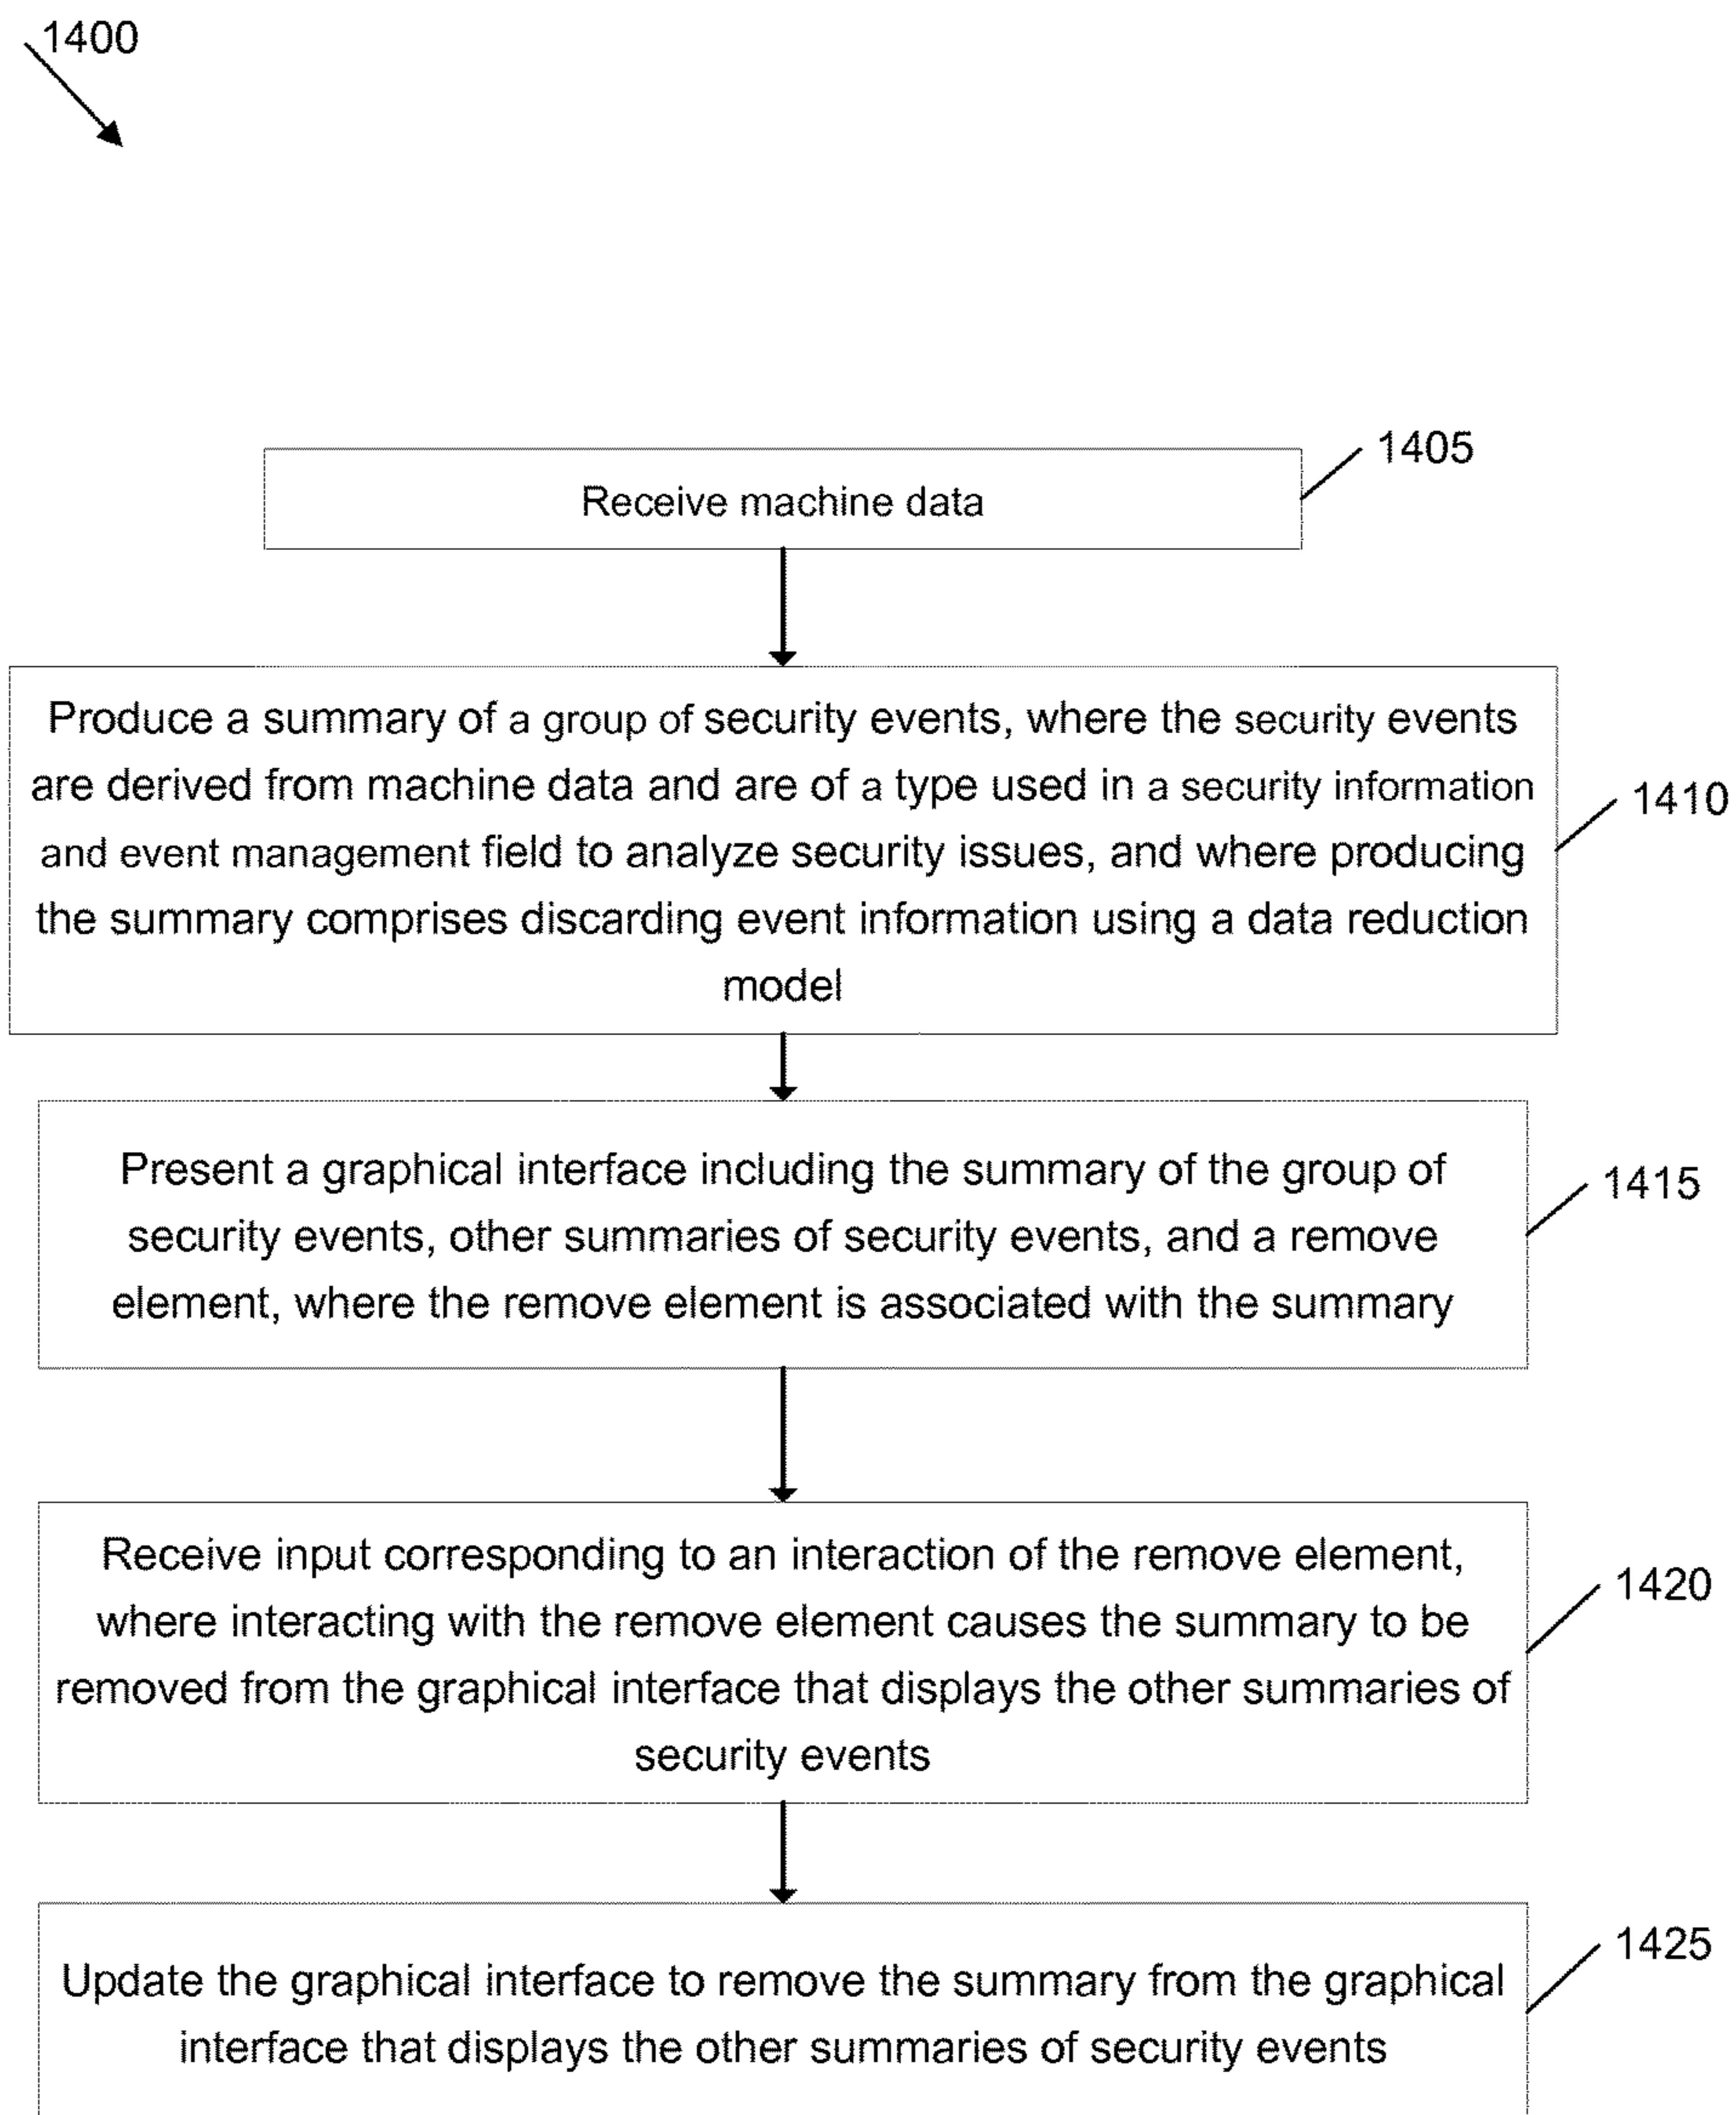 1400
1405
Receive machine data
Produce a summary of a group of security events, where the security events
are derived from machine data and are of a type used in a security information
and event management field to analyze security issues, and where producing
the summary comprises discarding event information using a data reduction
model
1410
Present a graphical interface including the summary of the group of
security events, other summaries of security events, and a remove
element, where the remove element is associated with the summary
1415
Receive input corresponding to an interaction of the remove element,
where interacting with the remove element causes the summary to be
removed from the graphical interface that displays the other summaries of
security events
1420
Update the graphical interface to remove the summary from the graphical
interface that displays the other summaries of security events
1425